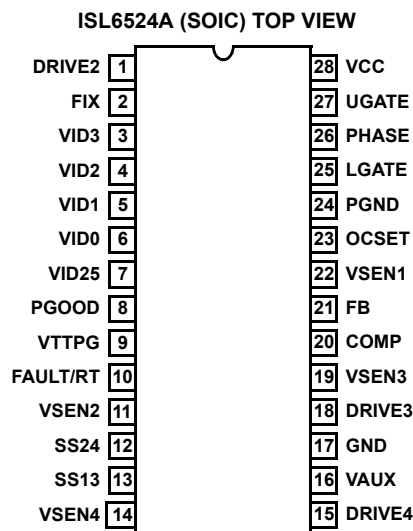 ISL6524A (SOIC) TOP VIEW
DRIVE2 1 28 VCC
FIX 2 27 UGATE
VID3 3 26 PHASE
VID2 4 25 LGATE
VID1 5 24 PGND
VID0 6 23 OCSET
VID25 7 22 VSEN1
PGOOD 8 21 FB
VTTPG 9 20 COMP
FAULT/RT 10 19 VSEN3
VSEN2 11 18 DRIVE3
SS24 12 17 GND
SS13 13 16 VAUX
VSEN4 14 15 DRIVE4